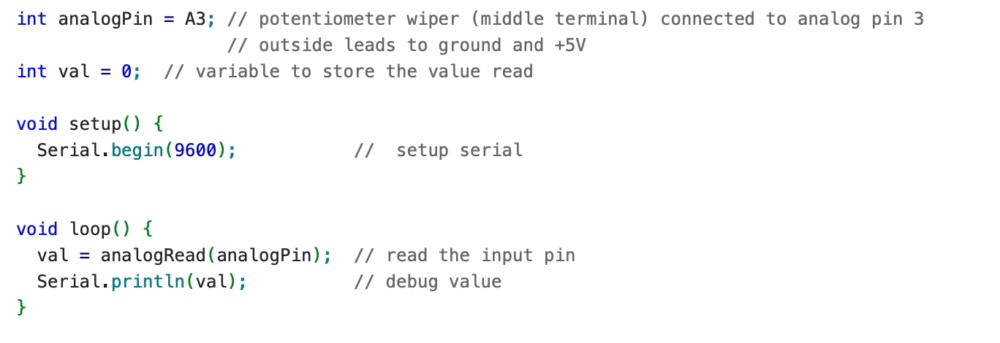 int analogPin = A3; // potentiometer wiper (middle terminal) connected to analog pin 3
                    // outside leads to ground and +5V
int val = 0;  // variable to store the value read

void setup() {
  Serial.begin(9600);           //  setup serial
}

void loop() {
  val = analogRead(analogPin);  // read the input pin
  Serial.println(val);          // debug value
}